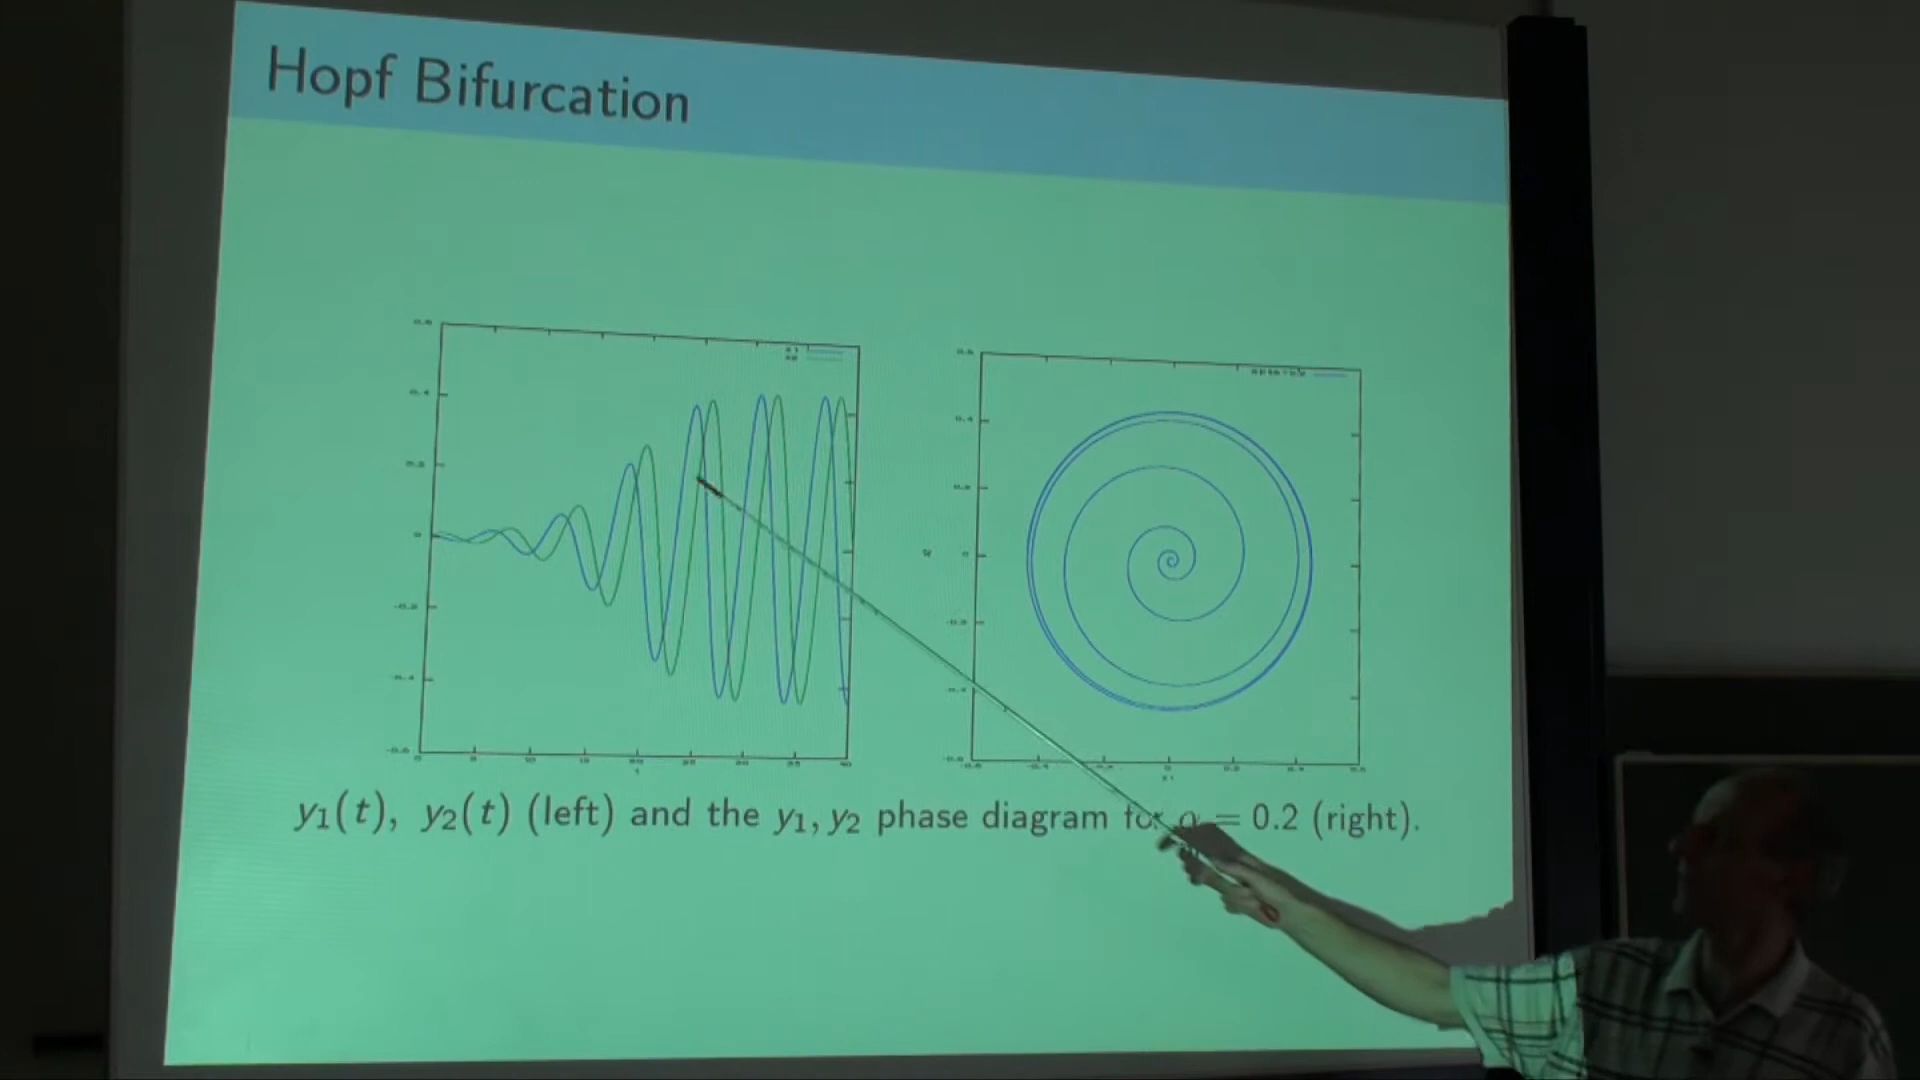 Hopf Bifurcation
y₁(t), y₂(t) (left) and the y₁, y₂ phase diagram for α = 0.2 (right).